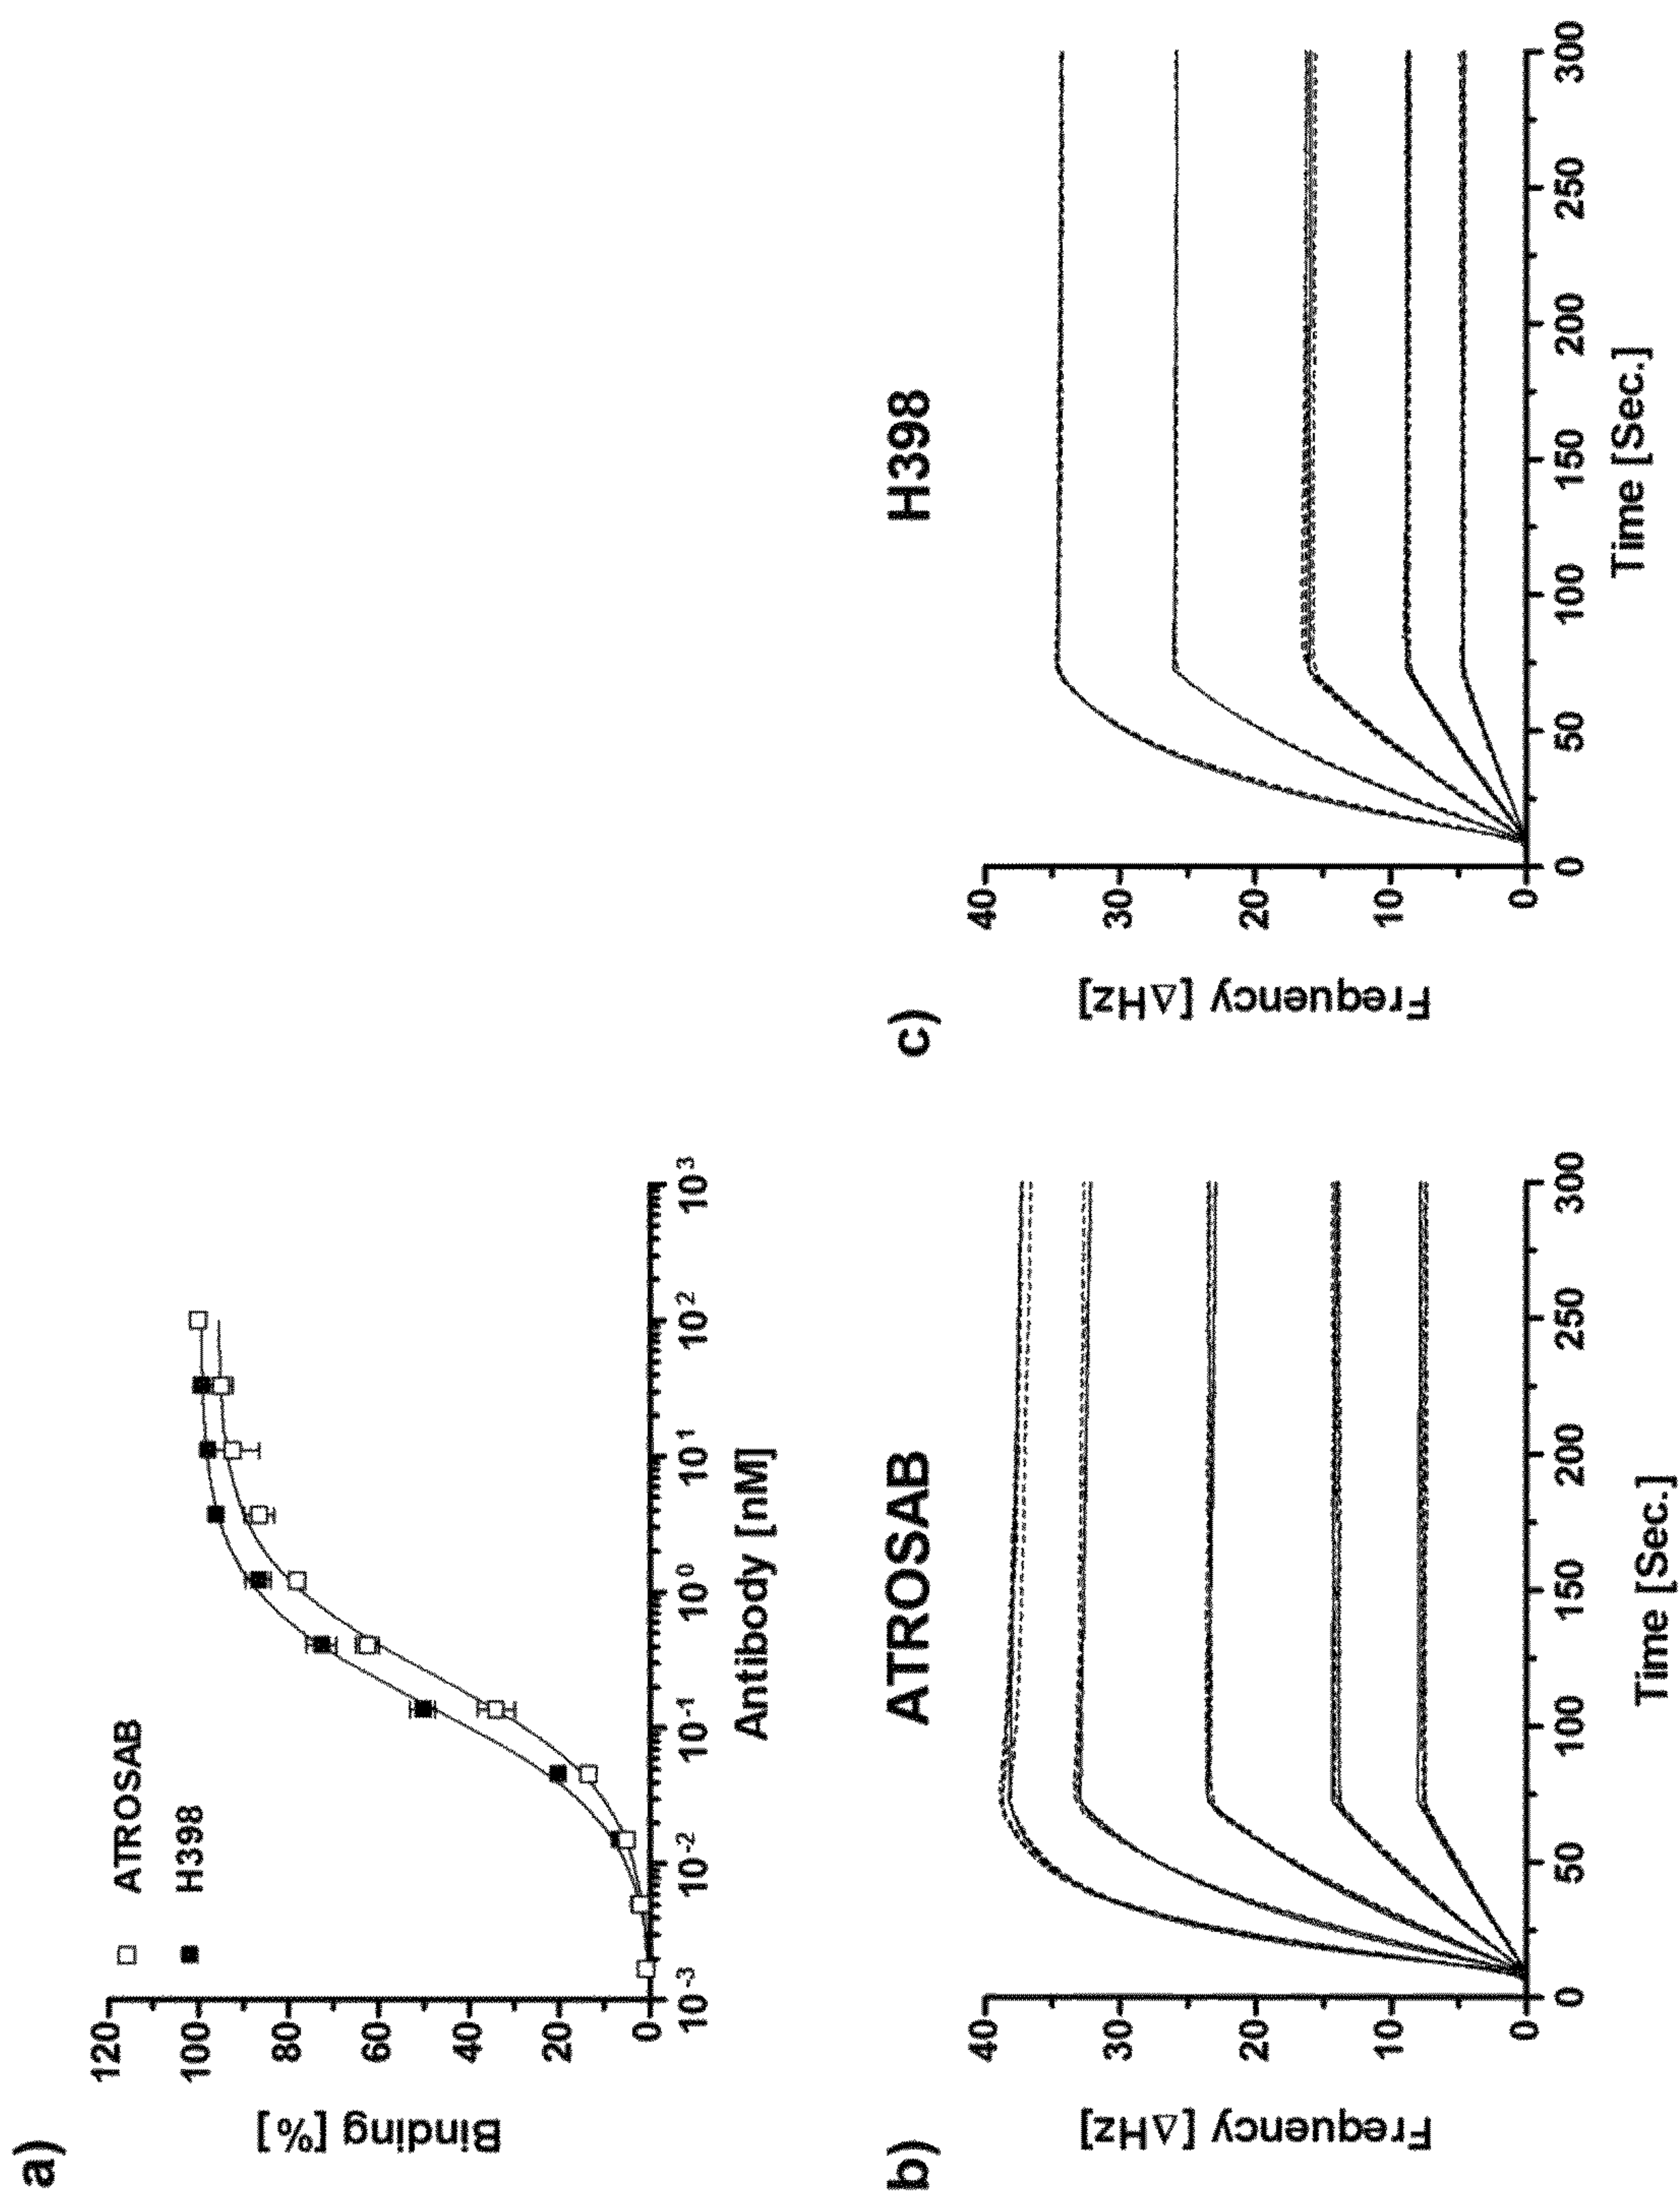 a)
ATROSAB
H398
Binding [%]
120
100
80
60
40
20
0
10-3
10-2
10-1
100
101
102
103
Antibody [nM]
b)
ATROSAB
Frequency [ΔHz]
40
30
20
10
0
0
50
100
150
200
250
300
Time [Sec.]
c)
H398
Frequency [ΔHz]
40
30
20
10
0
0
50
100
150
200
250
300
Time [Sec.]